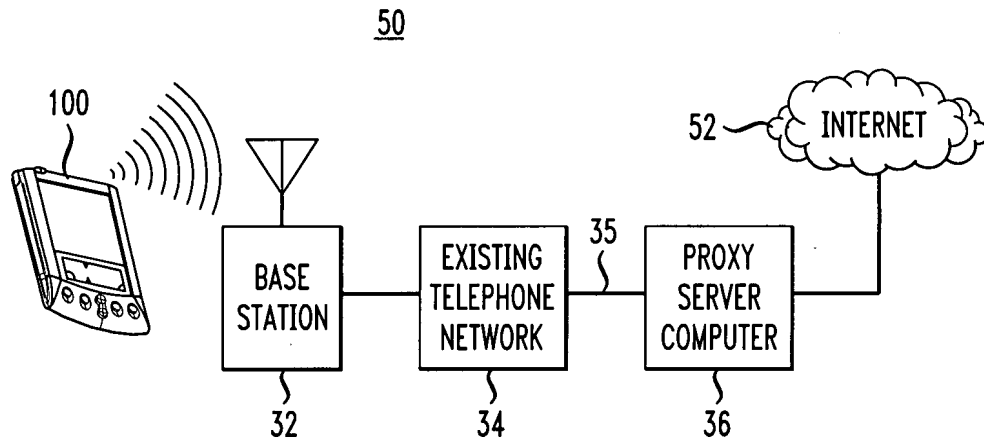 50
100
52
INTERNET
BASE
STATION
EXISTING
TELEPHONE
NETWORK
35
PROXY
SERVER
COMPUTER
32
34
36